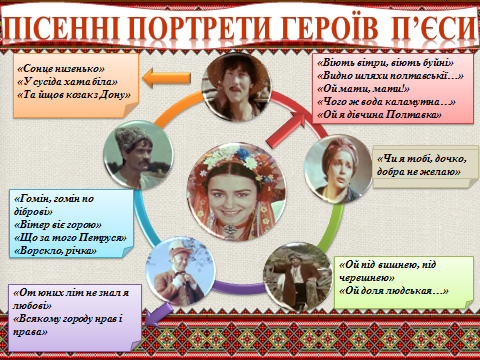 ПІСЕННІ ПОРТРЕТИ ГЕРОЇВ П’ЄСИ
«Сонце низенько»
«У сусіда хата біла»
«Та йшов козак з Дону»
«Віють вітри, віють буйні»
«Видно шляхи полтавськії…»
«Ой мати, мати!»
«Чого ж вода каламутна…»
«Ой я дівчина Полтавка»
«Чи я тобі, дочко,
добра не желаю»
«Гомін, гомін по
діброві»
«Вітер віє горою»
«Що за того Петруся»
«Ворскло, річка»
«Ой під вишнею, під
черешнею»
«Ой доля людськая…»
«От юних літ не знал я
любові»
«Всякому городу нрав і
права»